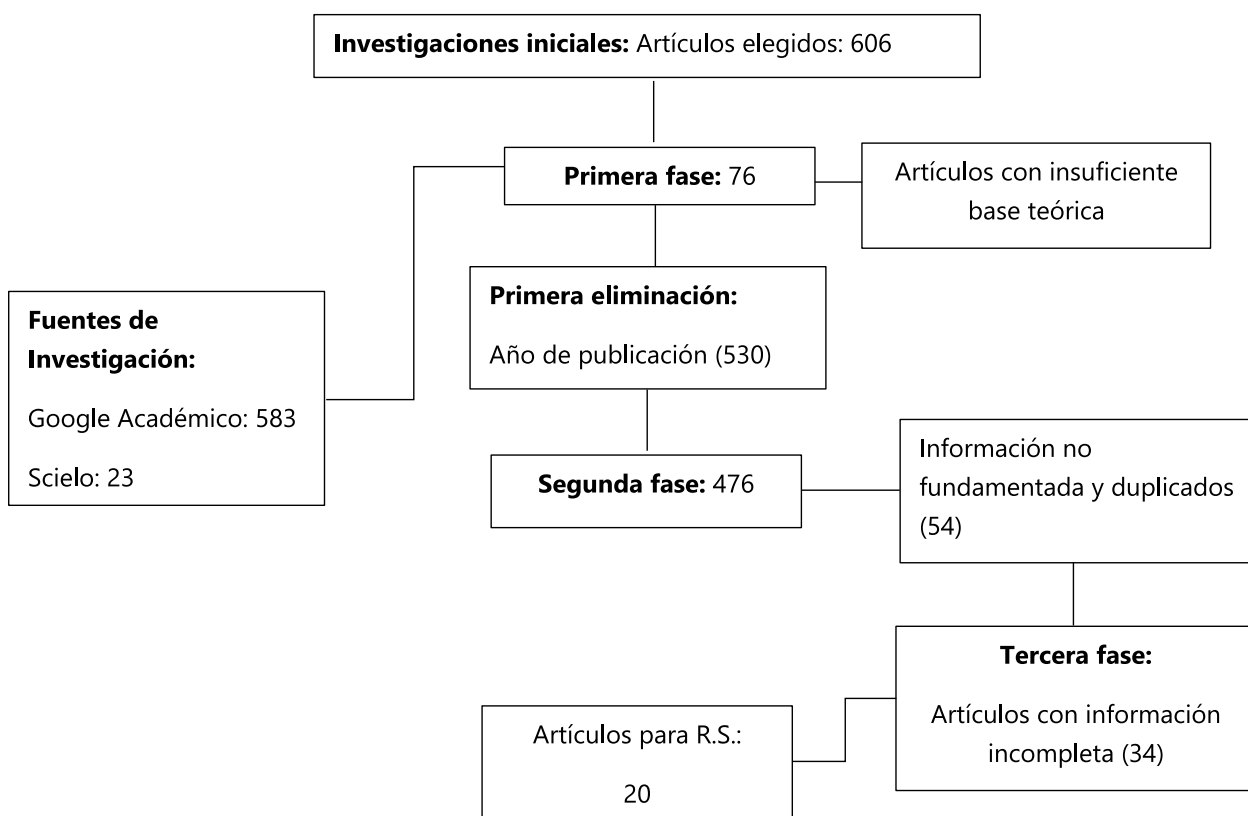 Investigaciones iniciales: Artículos elegidos: 606
Primera fase: 76
Artículos con insuficiente
base teórica
Primera eliminación:
Año de publicación (530)
Fuentes de
Investigación:
Google Académico: 583
Scielo: 23
Segunda fase: 476
Información no
fundamentada y duplicados
(54)
Tercera fase:
Artículos con información
incompleta (34)
Artículos para R.S.:
20